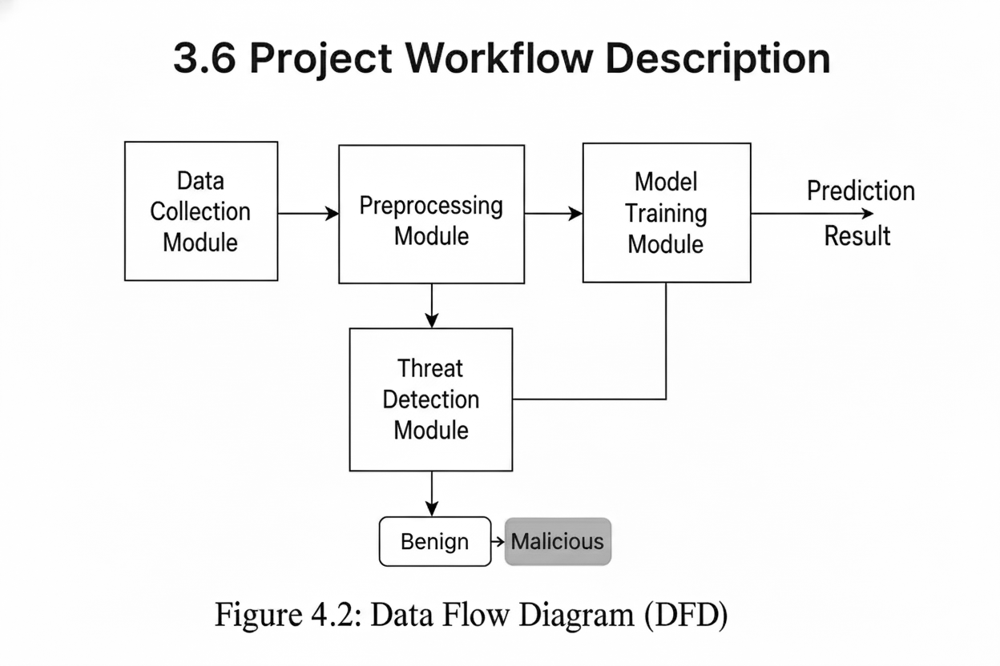 3.6 Project Workflow Description
Data
Collection
Module
Preprocessing
Module
Model
Training
Module
Prediction
Result
Threat
Detection
Module
Benign
Malicious
Figure 4.2: Data Flow Diagram (DFD)